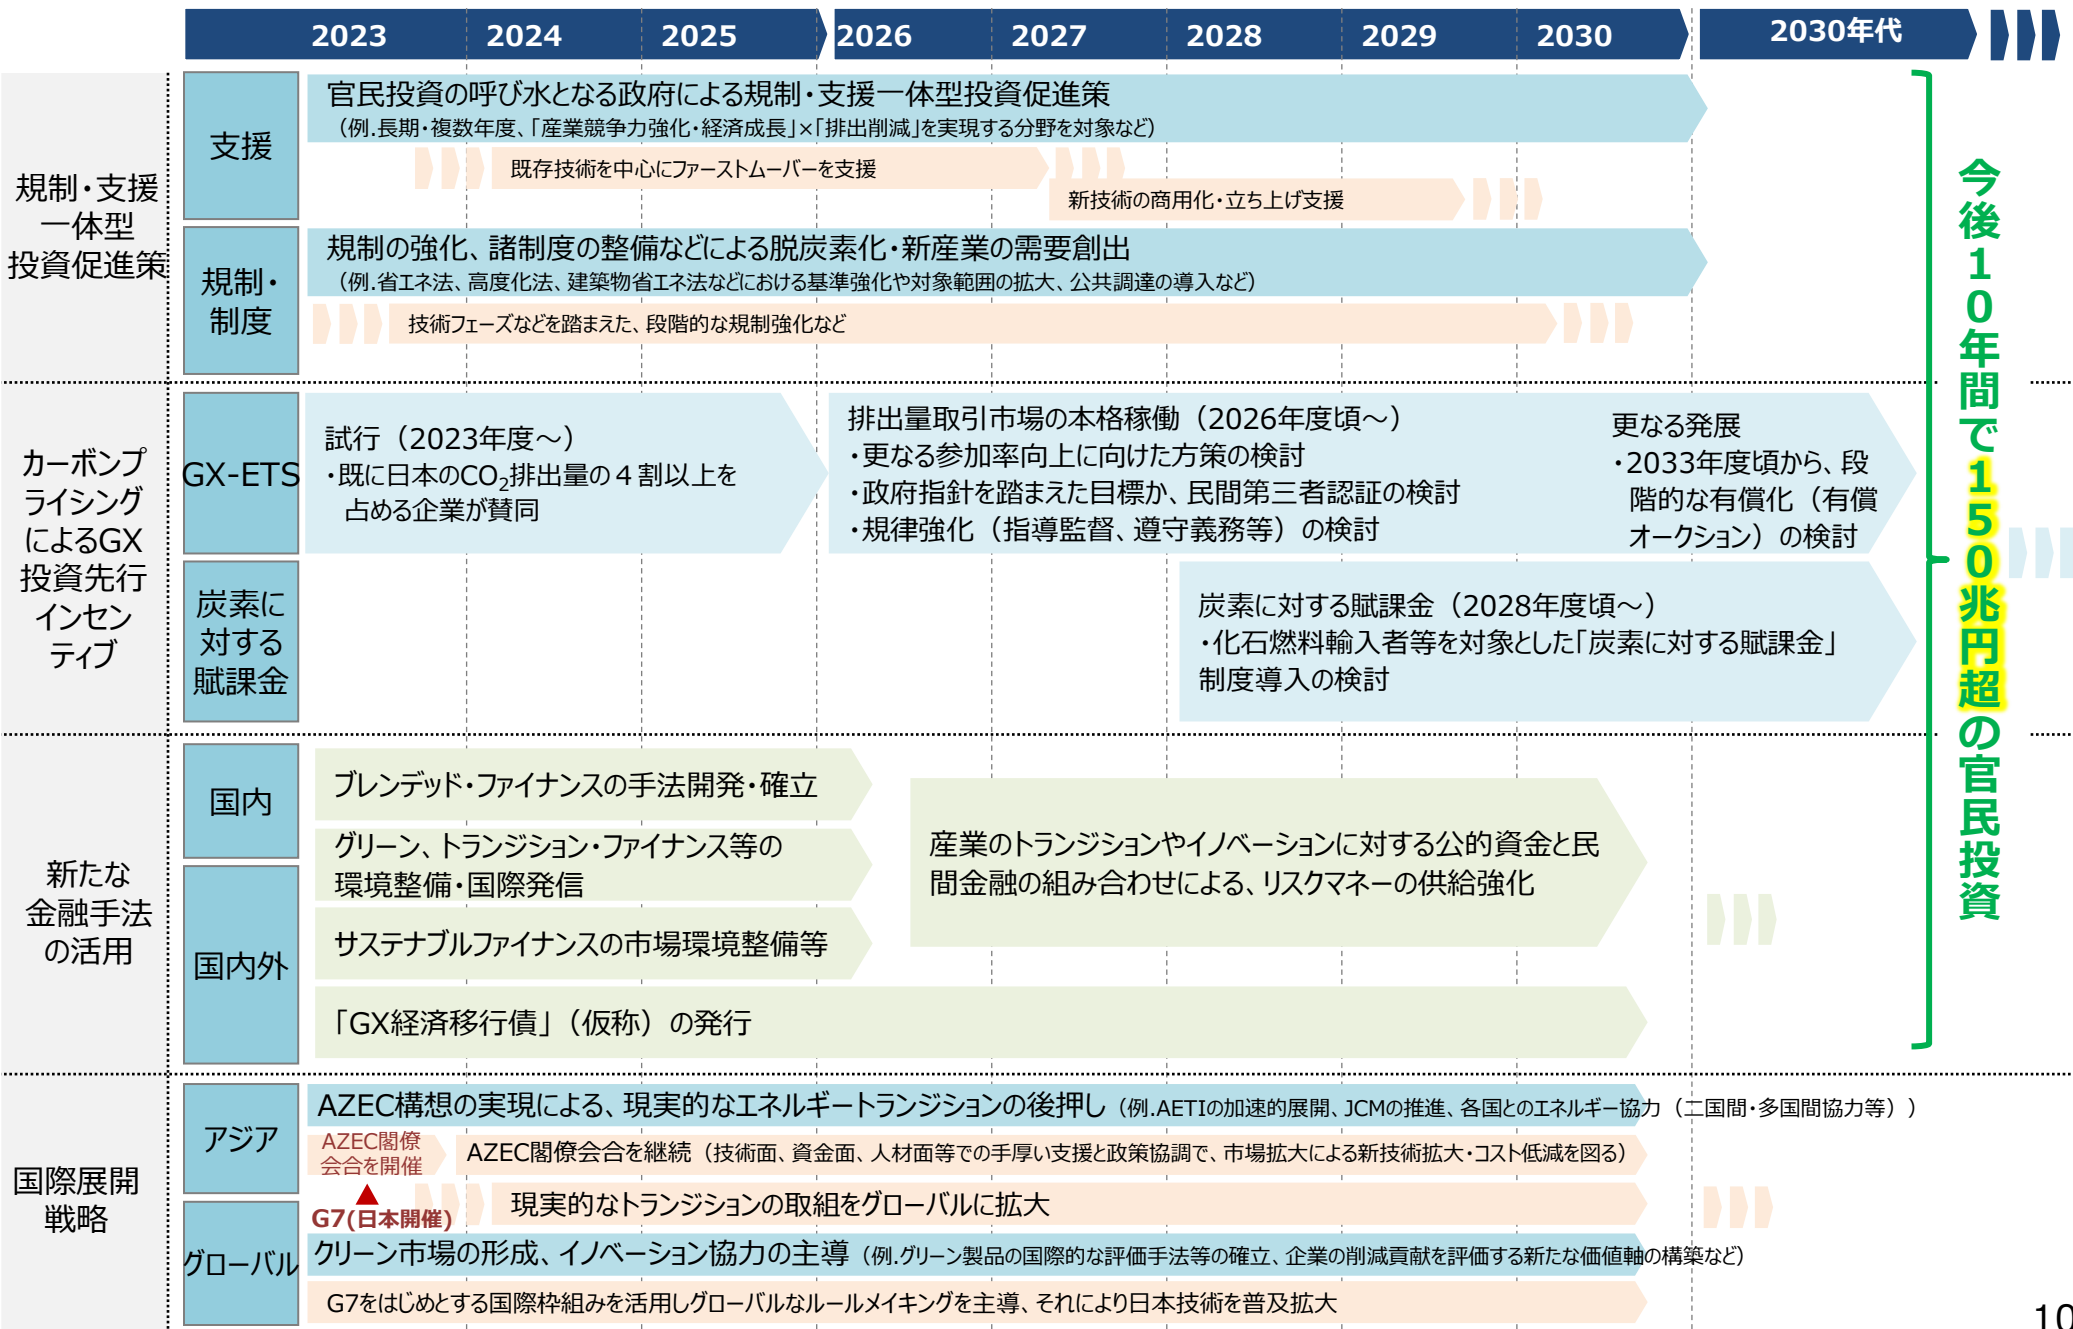 2023 2024 2025 2026 2027 2028 2029 2030 2030年代
規制・支援
一体型
投資促進策
支援
官民投資の呼び水となる政府による規制・支援一体型投資促進策
（例.長期・複数年度、「産業競争力強化・経済成長」×「排出削減」を実現する分野を対象など）
既存技術を中心にファーストムーバーを支援
新技術の商用化・立ち上げ支援
規制・
制度
規制の強化、諸制度の整備などによる脱炭素化・新産業の需要創出
（例.省エネ法、高度化法、建築物省エネ法などにおける基準強化や対象範囲の拡大、公共調達の導入など）
技術フェーズなどを踏まえた、段階的な規制強化など
カーボンプ
ライシング
によるGX
投資先行
インセン
ティブ
GX-ETS
試行（2023年度～）
・既に日本のCO2排出量の４割以上を
占める企業が賛同
排出量取引市場の本格稼働（2026年度頃～）
・更なる参加率向上に向けた方策の検討
・政府指針を踏まえた目標か、民間第三者認証の検討
・規律強化（指導監督、遵守義務等）の検討
更なる発展
・2033年度頃から、段
階的な有償化（有償
オークション）の検討
炭素に
対する
賦課金
炭素に対する賦課金（2028年度頃～）
・化石燃料輸入者等を対象とした「炭素に対する賦課金」
制度導入の検討
新たな
金融手法
の活用
国内
国内外
ブレンデッド・ファイナンスの手法開発・確立
グリーン、トランジション・ファイナンス等の
環境整備・国際発信
サステナブルファイナンスの市場環境整備等
産業のトランジションやイノベーションに対する公的資金と民
間金融の組み合わせによる、リスクマネーの供給強化
「GX経済移行債」（仮称）の発行
今後１０年間で１５０兆円超の官民投資
国際展開
戦略
アジア
AZEC構想の実現による、現実的なエネルギートランジションの後押し（例.AETIの加速的展開、JCMの推進、各国とのエネルギー協力（二国間・多国間協力等））
AZEC閣僚
会合を開催
AZEC閣僚会合を継続（技術面、資金面、人材面等での手厚い支援と政策協調で、市場拡大による新技術拡大・コスト低減を図る）
G7(日本開催)
現実的なトランジションの取組をグローバルに拡大
グローバル
クリーン市場の形成、イノベーション協力の主導（例.グリーン製品の国際的な評価手法等の確立、企業の削減貢献を評価する新たな価値軸の構築など）
G7をはじめとする国際枠組みを活用しグローバルなルールメイキングを主導、それにより日本技術を普及拡大
10